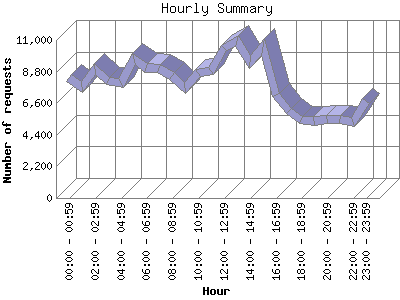 Hourly Summary
Number of requests
11,000
8,800
6,600
4,400
2,200
0
00:00 - 00:59
02:00 - 02:59
04:00 - 04:59
06:00 - 06:59
08:00 - 08:59
10:00 - 10:59
12:00 - 12:59
14:00 - 14:59
16:00 - 16:59
18:00 - 18:59
20:00 - 20:59
22:00 - 22:59
23:00 - 23:59
Hour